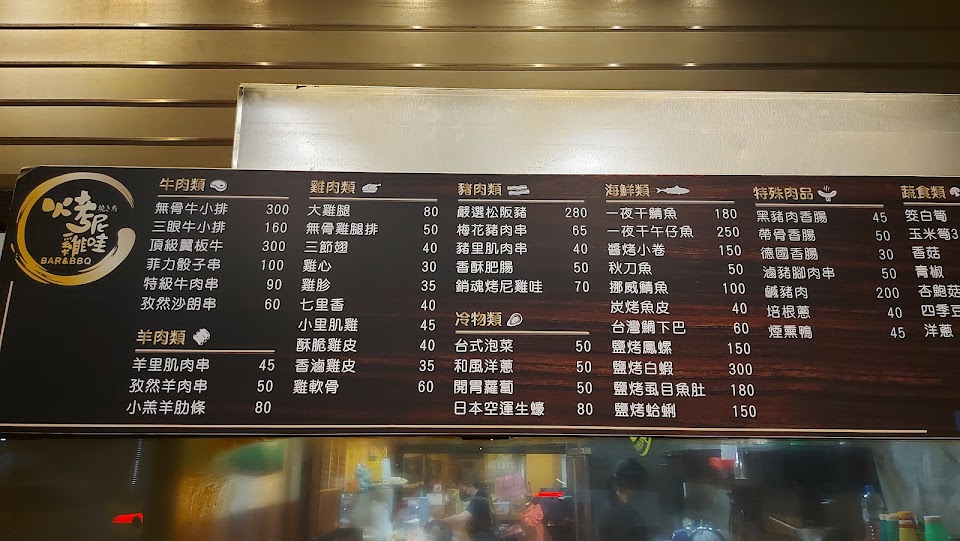 烤尼雞哇
燒き鳥
BAR&BBQ
牛肉類
無骨牛小排 300
三眼牛小排 160
頂級翼板牛 300
菲力骰子串 100
特級牛肉串 90
孜然沙朗串 60
羊肉類
羊里肌肉串 45
孜然羊肉串 50
小羔羊肋條 80
雞肉類
大雞腿 80
無骨雞腿排 50
三節翅 40
雞心 30
雞胗 35
七里香 40
小里肌雞 45
酥脆雞皮 40
香滷雞皮 35
雞軟骨 60
豬肉類
嚴選松阪豬 280
梅花豬肉串 65
豬里肌肉串 40
香酥肥腸 50
銷魂烤尼雞哇 70
冷物類
台式泡菜 50
和風洋蔥 50
開胃蘿蔔 50
日本空運生蠔 80
海鮮類
一夜干鯖魚 180
一夜干午仔魚 250
醬烤小卷 150
秋刀魚 50
挪威鯖魚 100
炭烤魚皮 40
台灣鯛下巴 60
鹽烤鳳螺 150
鹽烤白蝦 300
鹽烤虱目魚肚 180
鹽烤蛤蜊 150
特殊肉品
黑豬肉香腸 45
帶骨香腸 50
德國香腸 30
滷豬腳肉串 50
鹹豬肉 200
培根蔥 40
煙熏鴨 45
蔬食類
筊白筍
玉米筍3
香菇
青椒
杏鮑菇
四季豆
洋蔥